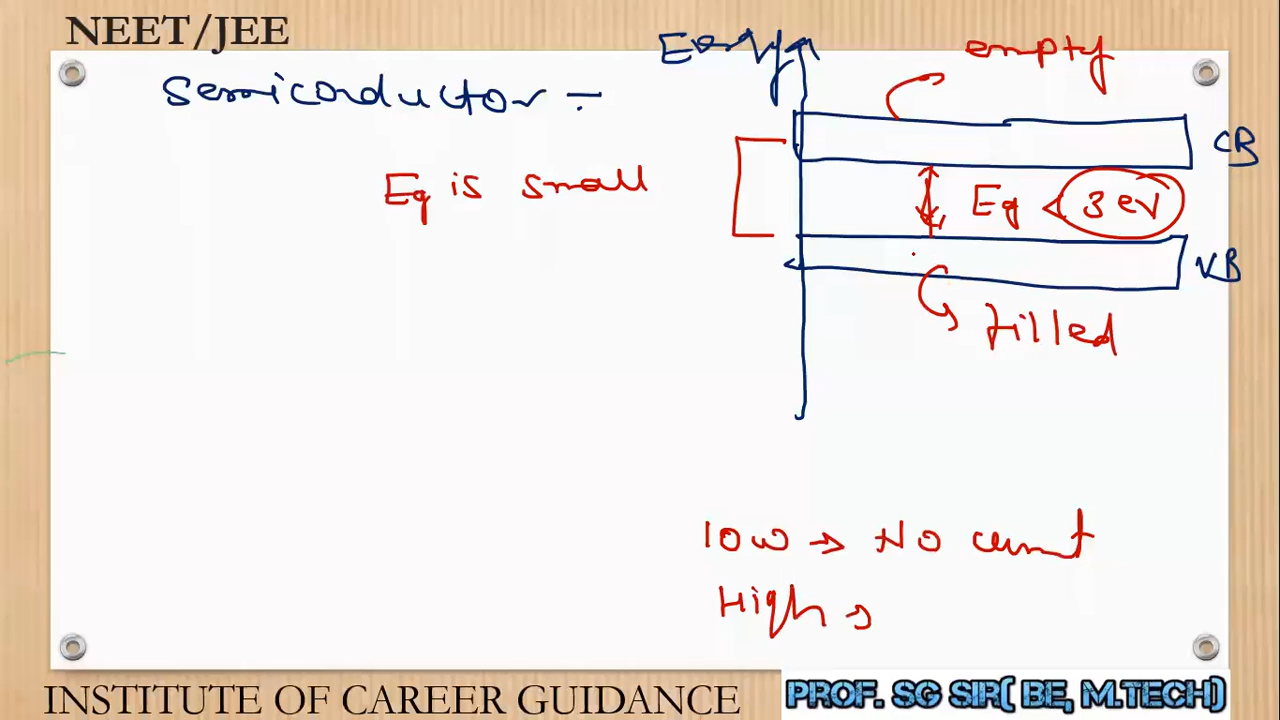 NEET/JEE
Semiconductor :-
Eg is small
Energy
empty
CB
Eg < 3 eV
VB
filled
low → No current
High →
INSTITUTE OF CAREER GUIDANCE
PROF. SG SIR( BE, M.TECH)